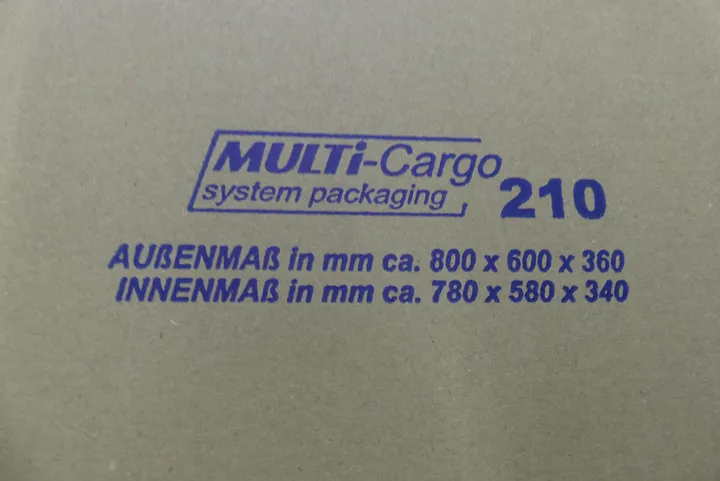 MULTi-Cargo
system packaging 210
AUßENMAß in mm ca. 800 x 600 x 360
INNENMAß in mm ca. 780 x 580 x 340